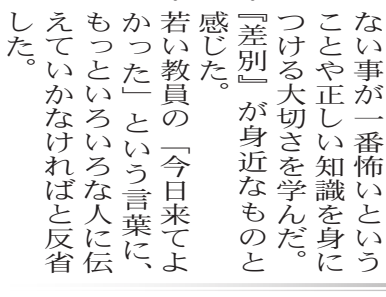 ない事が一番怖いという
ことや正しい知識を身に
つける大切さを学んだ。
『差別』が身近なものと
感じた。
若い教員の「今日来てよ
かった」という言葉に、
もっといろいろな人に伝
えていかなければと反省
した。